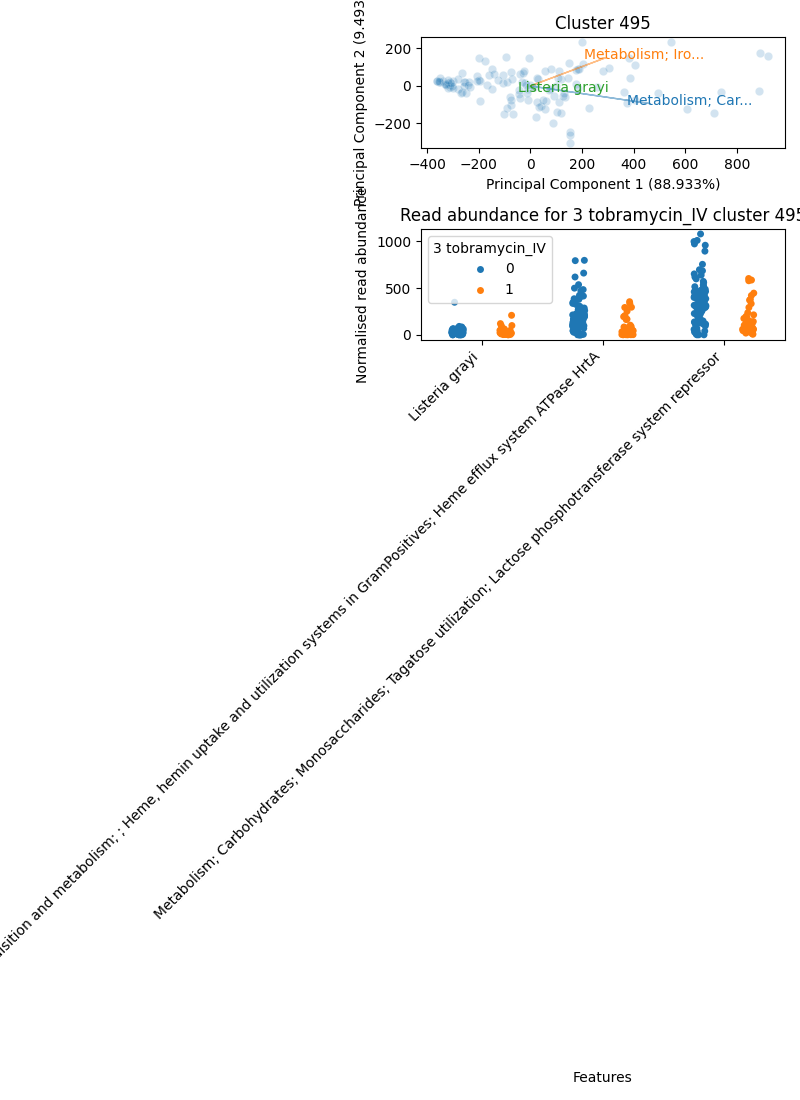 Cluster 495
Principal Component 2 (9.493
200
0
−200
Metabolism; Iro...
Listeria grayi
Metabolism; Car...
−400
−200
0
200
400
600
800
Principal Component 1 (88.933%)
Read abundance for 3 tobramycin_IV cluster 495
Normalised read abundance
1000
500
0
3 tobramycin_IV
0
1
Listeria grayi
and metabolism; ; Heme, hemin uptake and utilization systems in GramPositives; Heme efflux system ATPase HrtA
Metabolism; Carbohydrates; Monosaccharides; Tagatose utilization; Lactose phosphotransferase system repressor
Features